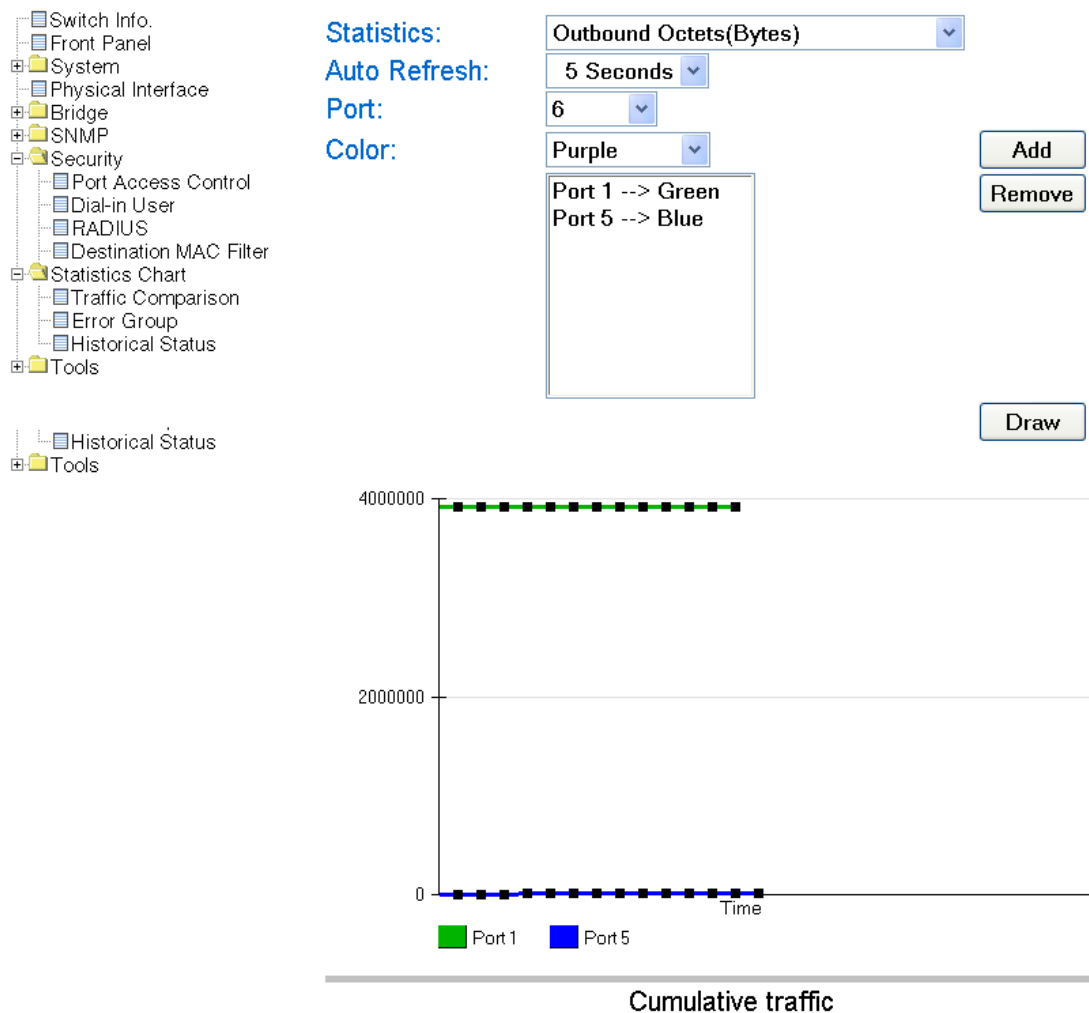 Switch Info.
Front Panel
System
Physical Interface
Bridge
SNMP
Security
Port Access Control
Dial-in User
RADIUS
Destination MAC Filter
Statistics Chart
Traffic Comparison
Error Group
Historical Status
Tools
Historical Status
Tools
Statistics: Outbound Octets(Bytes)
Auto Refresh: 5 Seconds
Port: 6
Color: Purple
Add
Port 1 --> Green
Port 5 --> Blue
Remove
Draw
4000000
2000000
0
Time
Port 1 Port 5
Cumulative traffic